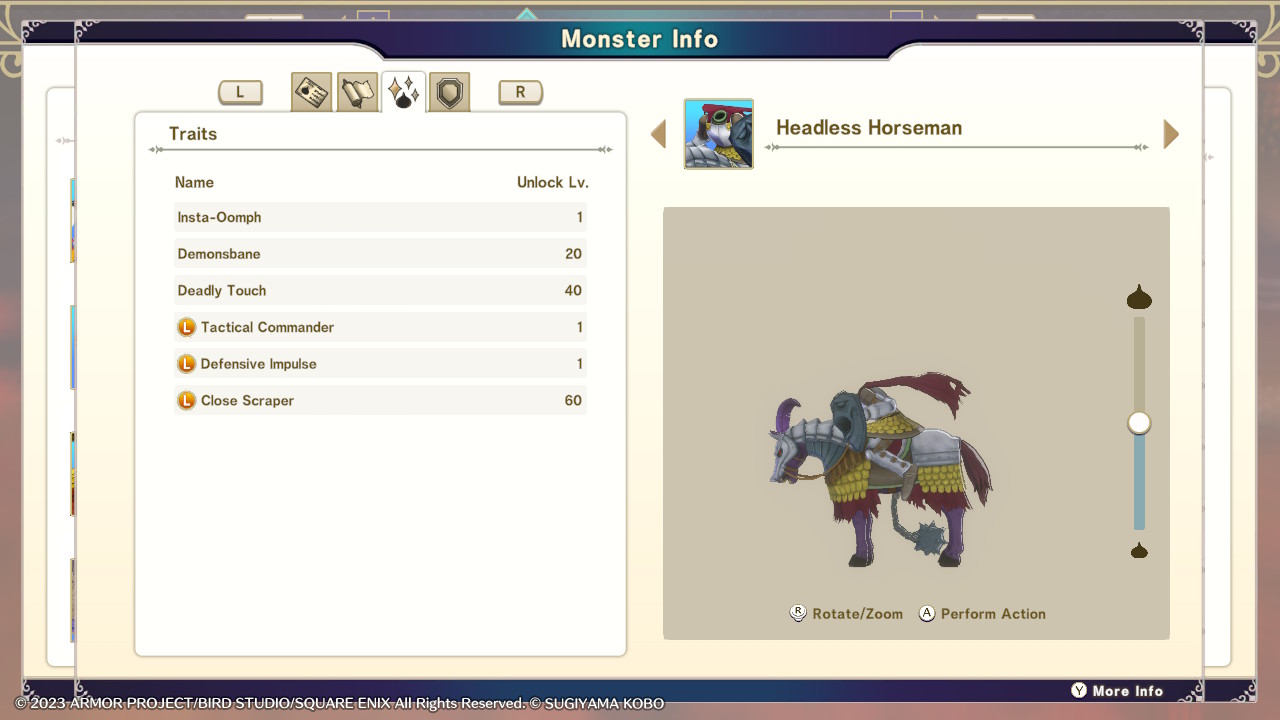 Monster Info
L
R
Traits
Name Unlock Lv.
Insta-Oomph 1
Demonsbane 20
Deadly Touch 40
L Tactical Commander 1
L Defensive Impulse 1
L Close Scraper 60
Headless Horseman
R Rotate/Zoom A Perform Action
Y More Info
© 2023 ARMOR PROJECT/BIRD STUDIO/SQUARE ENIX All Rights Reserved. © SUGIYAMA KOBO